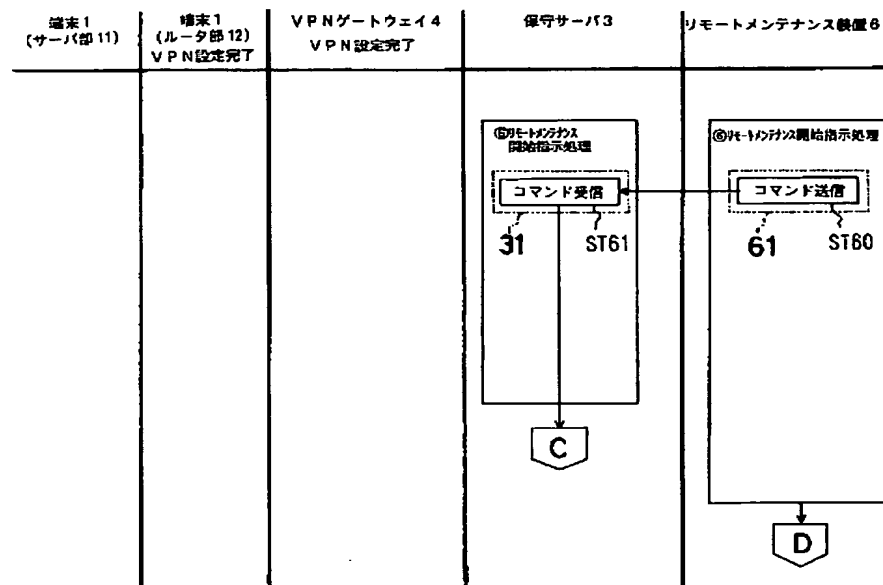 端末1
(サーバ部11)
端末1
(ルータ部12)
VPN設定完了
VPNゲートウェイ4
VPN設定完了
保守サーバ3
リモートメンテナンス装置6
⑥リモートメンテナンス
開始指示処理
コマンド受信
31
ST61
C
⑥リモートメンテナンス開始指示処理
コマンド送信
61
ST60
D